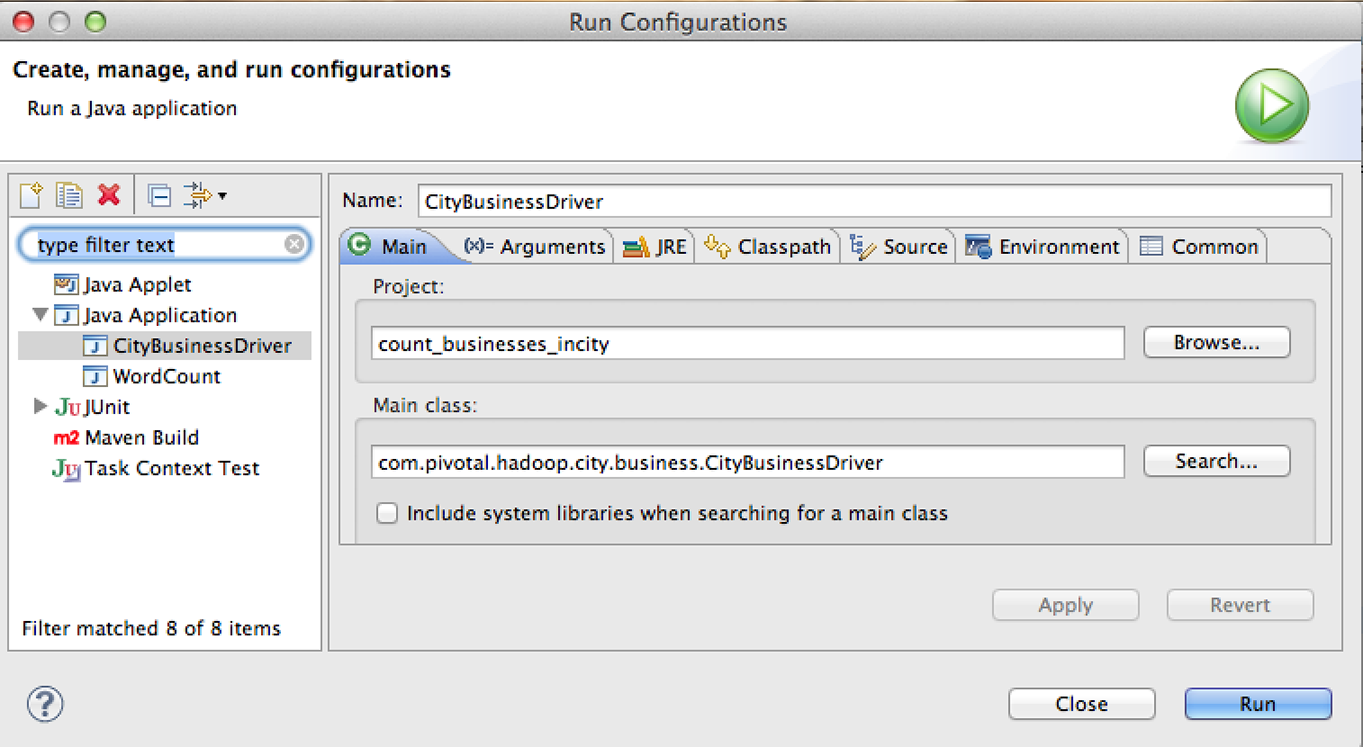 Run Configurations
Create, manage, and run configurations
Run a Java application
type filter text
Java Applet
Java Application
CityBusinessDriver
WordCount
JU JUnit
m2 Maven Build
JU Task Context Test
Filter matched 8 of 8 items
Name: CityBusinessDriver
C Main (x)= Arguments JRE Classpath Source Environment Common
Project:
count_businesses_incity Browse...
Main class:
com.pivotal.hadoop.city.business.CityBusinessDriver Search...
Include system libraries when searching for a main class
Apply Revert
? Close Run